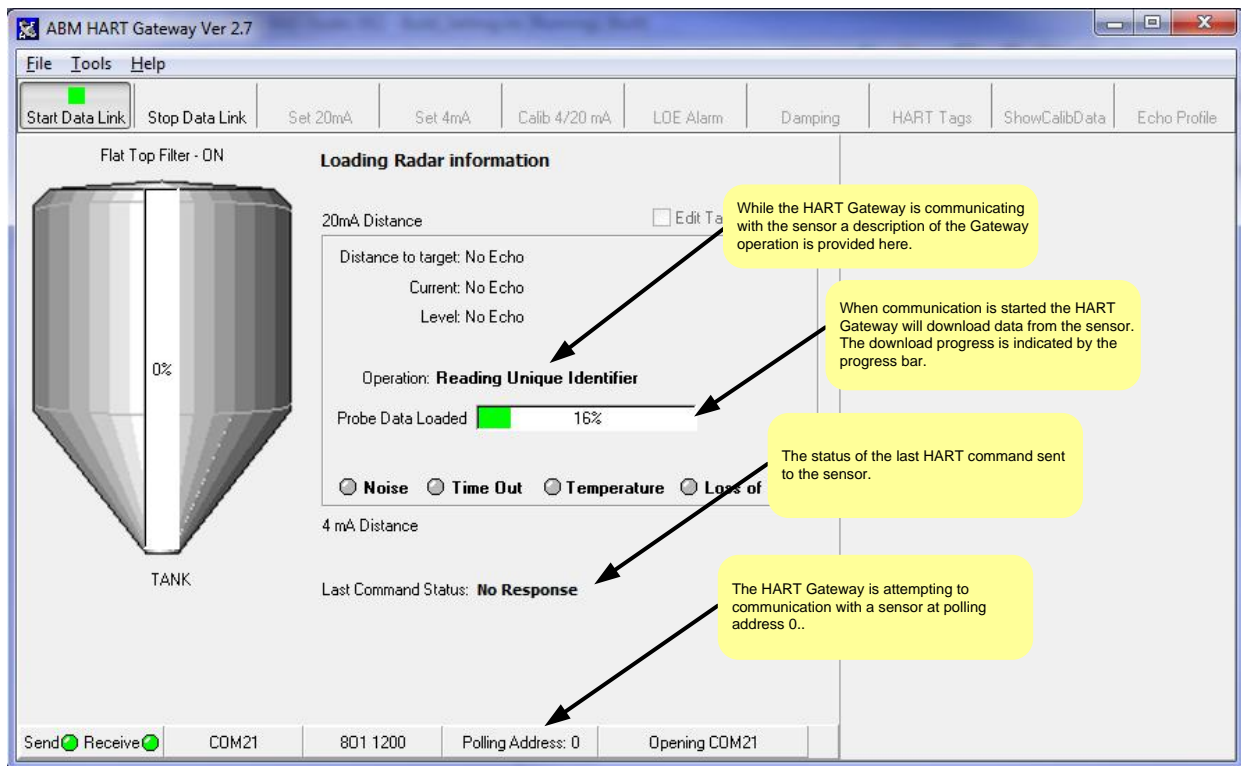 ABM HART Gateway Ver 2.7
File Tools Help
Start Data Link Stop Data Link Set 20mA Set 4mA Calib 4/20 mA LOE Alarm Damping HART Tags ShowCalibData Echo Profile
Flat Top Filter - ON
0%
TANK
Loading Radar information
20mA Distance
Edit Ta
Distance to target: No Echo
Current: No Echo
Level: No Echo
Operation: Reading Unique Identifier
Probe Data Loaded 16%
Noise Time Out Temperature Loss of
4 mA Distance
Last Command Status: No Response
While the HART Gateway is communicating
with the sensor a description of the Gateway
operation is provided here.
When communication is started the HART
Gateway will download data from the sensor.
The download progress is indicated by the
progress bar.
The status of the last HART command sent
to the sensor.
The HART Gateway is attempting to
communication with a sensor at polling
address 0..
Send Receive COM21 8O1 1200 Polling Address: 0 Opening COM21